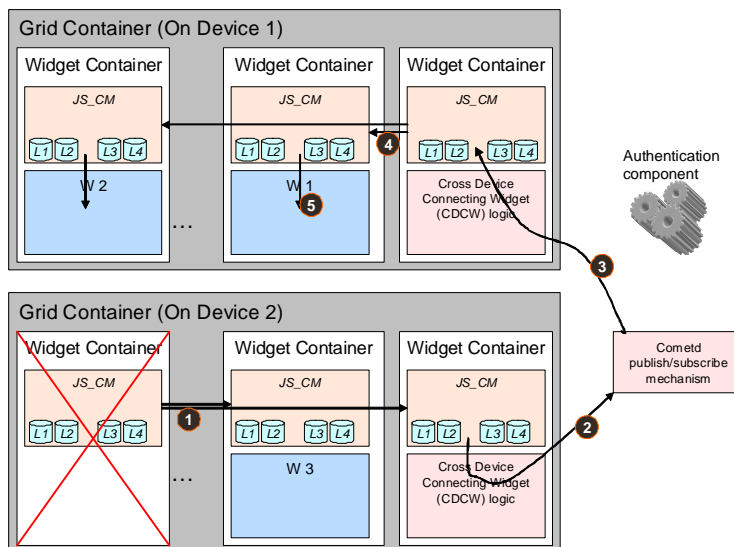 Grid Container (On Device 1)
Widget Container
Widget Container
Widget Container
JS_CM
JS_CM
JS_CM
L1 L2 L3 L4
L1 L2 L3 L4
L1 L2 L3 L4
4
W 2
W 1
5
...
Cross Device
Connecting Widget
(CDCW) logic
Authentication
component
3
Grid Container (On Device 2)
Widget Container
Widget Container
Widget Container
JS_CM
JS_CM
JS_CM
1
L1 L2 L3 L4
L1 L2 L3 L4
L1 L2 L3 L4
2
...
W 3
Cross Device
Connecting Widget
(CDCW) logic
Cometd
publish/subscribe
mechanism